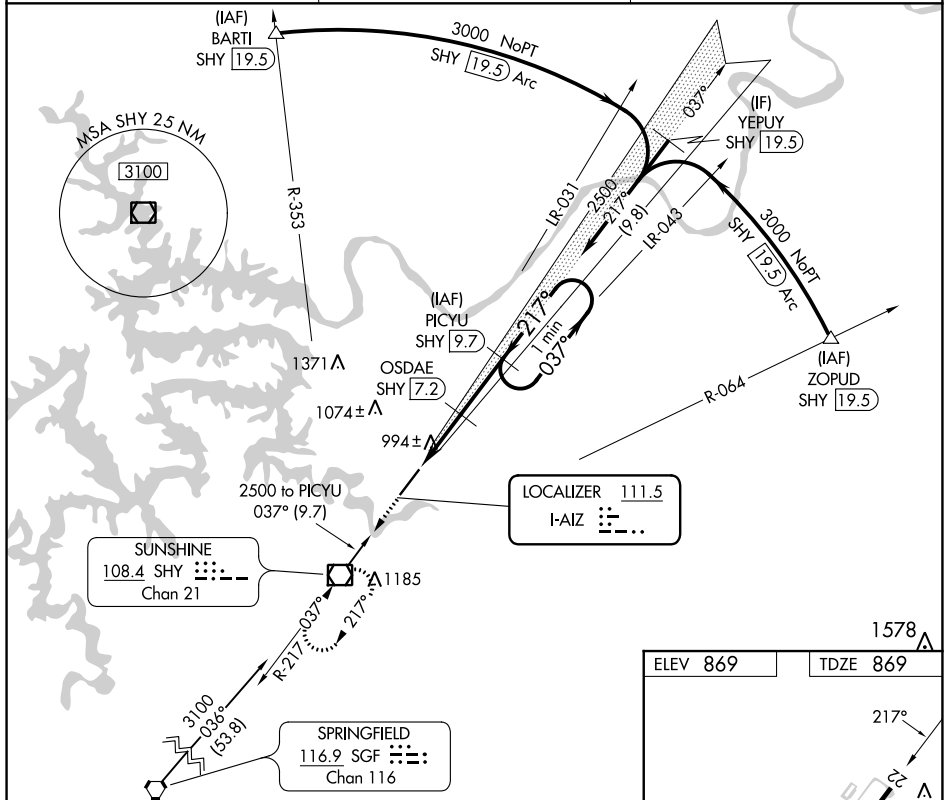 (IAF)
BARTI
SHY 19.5
3000 NoPT
SHY 19.5 Arc
MSA SHY 25 NM
3100
R-353
LR-031
037°
(IF)
YEPUY
SHY 19.5
2500
217°
(9.8)
LR-043
3000 NoPT
SHY 19.5 Arc
(IAF)
PICYU
SHY 9.7
217°
1 min
037°
OSDAE
SHY 7.2
(IAF)
ZOPUD
SHY 19.5
R-064
1371
1074±
994±
2500 to PICYU
037° (9.7)
LOCALIZER 111.5
I-AIZ
SUNSHINE
108.4 SHY
Chan 21
1185
037°
217°
R-217
3100
036°
(53.8)
SPRINGFIELD
116.9 SGF
Chan 116
1578
ELEV 869
TDZE 869
217°
22